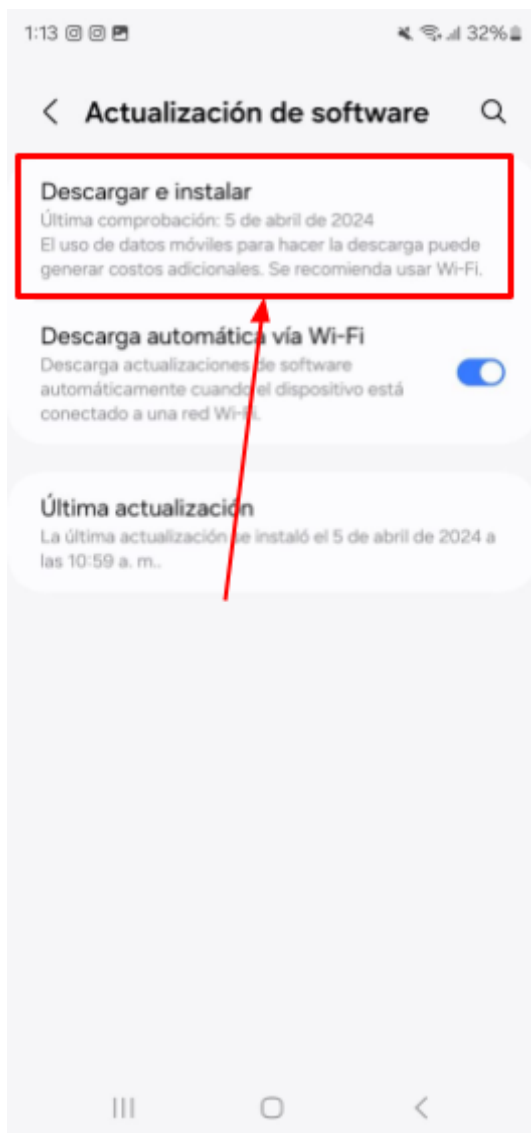 1:13 32%
Actualización de software
Descargar e instalar
Última comprobación: 5 de abril de 2024
El uso de datos móviles para hacer la descarga puede
generar costos adicionales. Se recomienda usar Wi-Fi.
Descarga automática vía Wi-Fi
Descarga actualizaciones de software
automáticamente cuando el dispositivo está
conectado a una red Wi-Fi.
Última actualización
La última actualización se instaló el 5 de abril de 2024 a
las 10:59 a. m..